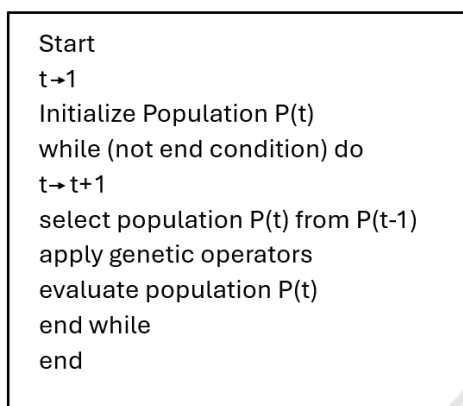 Start
t→1
Initialize Population P(t)
while (not end condition) do
t→t+1
select population P(t) from P(t-1)
apply genetic operators
evaluate population P(t)
end while
end